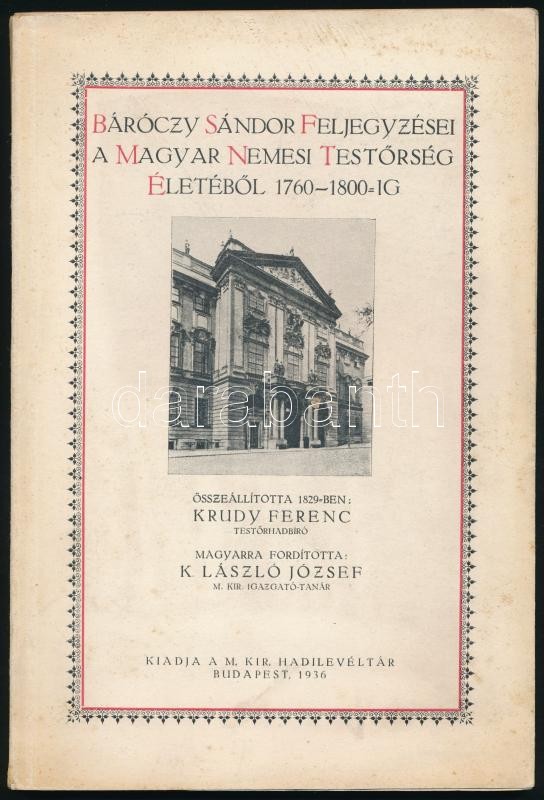 BÁRÓCZY SÁNDOR FELJEGYZÉSEI
A MAGYAR NEMESI TESTŐRSÉG
ÉLETÉBŐL 1760–1800=IG
darabanth
ÖSSZEÁLLÍTOTTA 1829=BEN:
KRUDY FERENC
TESTŐRHADBÍRÓ
MAGYARRA FORDÍTOTTA:
K. LÁSZLÓ JÓZSEF
M. KIR. IGAZGATÓ-TANÁR
KIADJA A M. KIR. HADILEVÉLTÁR
BUDAPEST, 1936